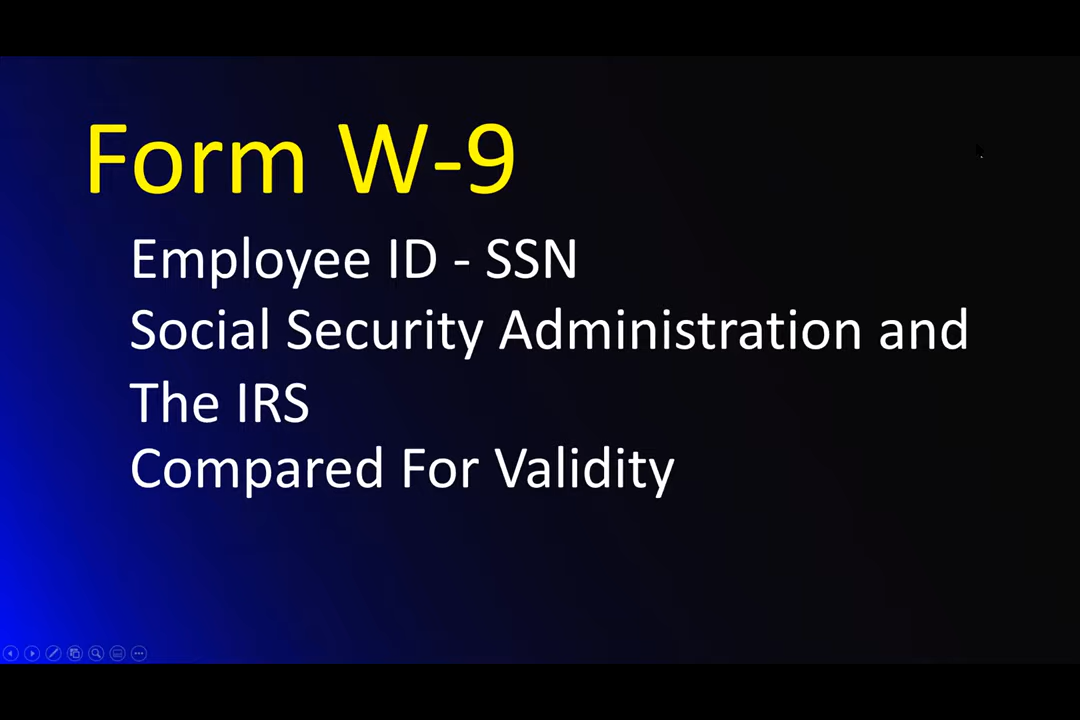 Form W-9
Employee ID - SSN
Social Security Administration and
The IRS
Compared For Validity